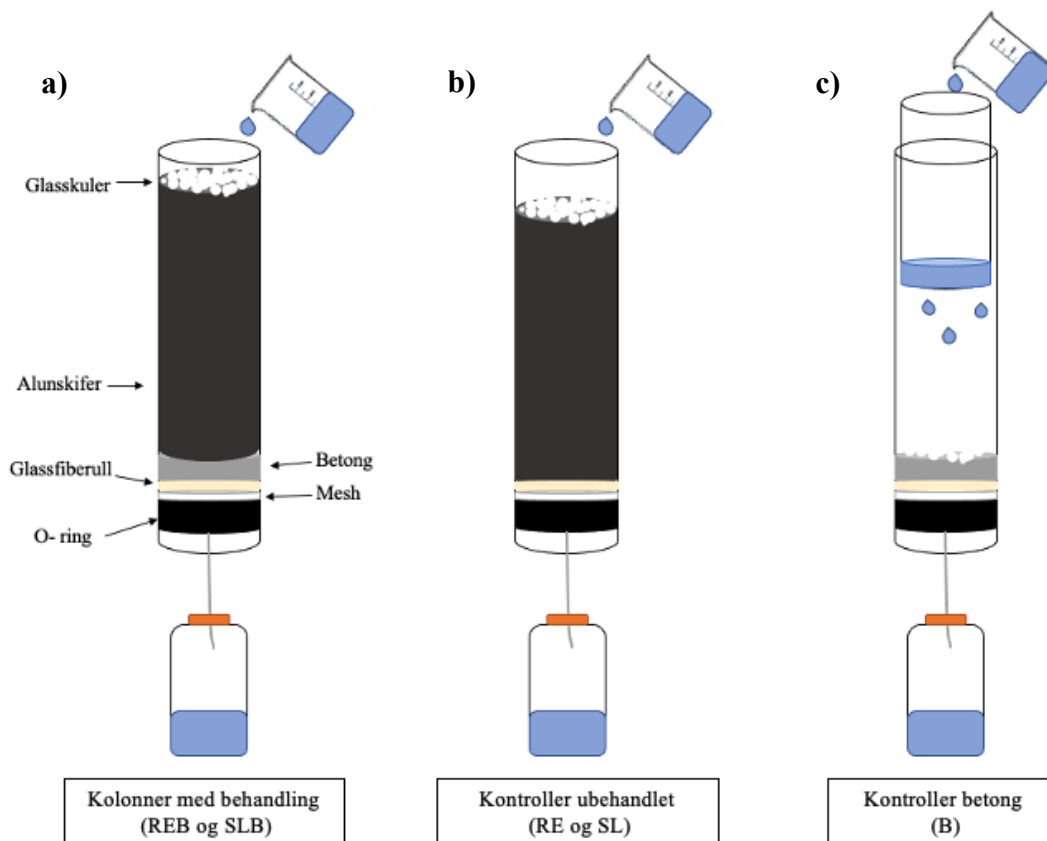 a)
b)
c)
Glasskuler
Alunskifer
Glassfiberull
Betong
Mesh
O- ring
Kolonner med behandling
(REB og SLB)
Kontroller ubehandlet
(RE og SL)
Kontroller betong
(B)